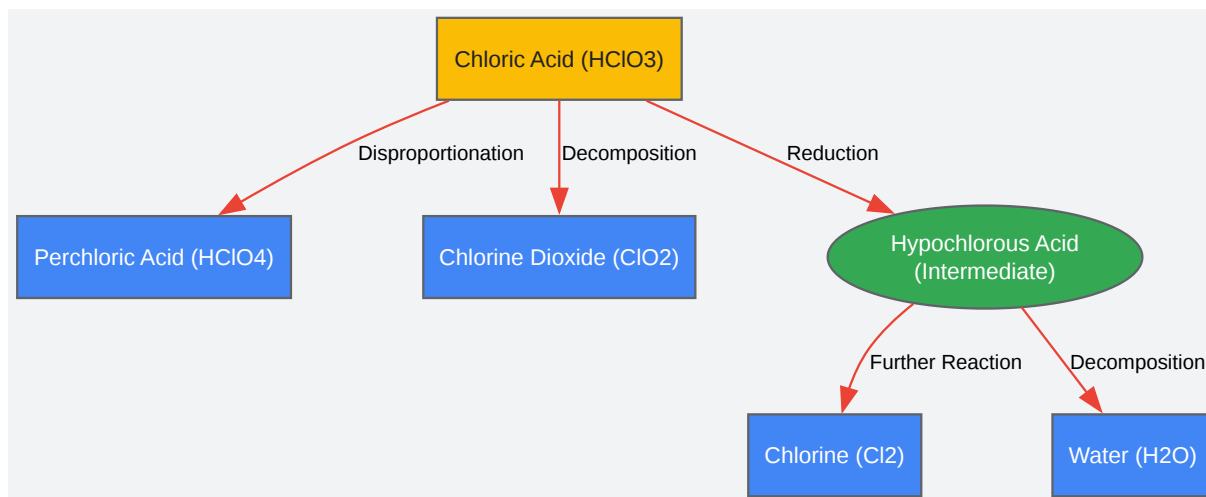 Chloric Acid (HClO3)
Disproportionation
Decomposition
Reduction
Perchloric Acid (HClO4)
Chlorine Dioxide (ClO2)
Hypochlorous Acid
(Intermediate)
Further Reaction
Decomposition
Chlorine (Cl2)
Water (H2O)